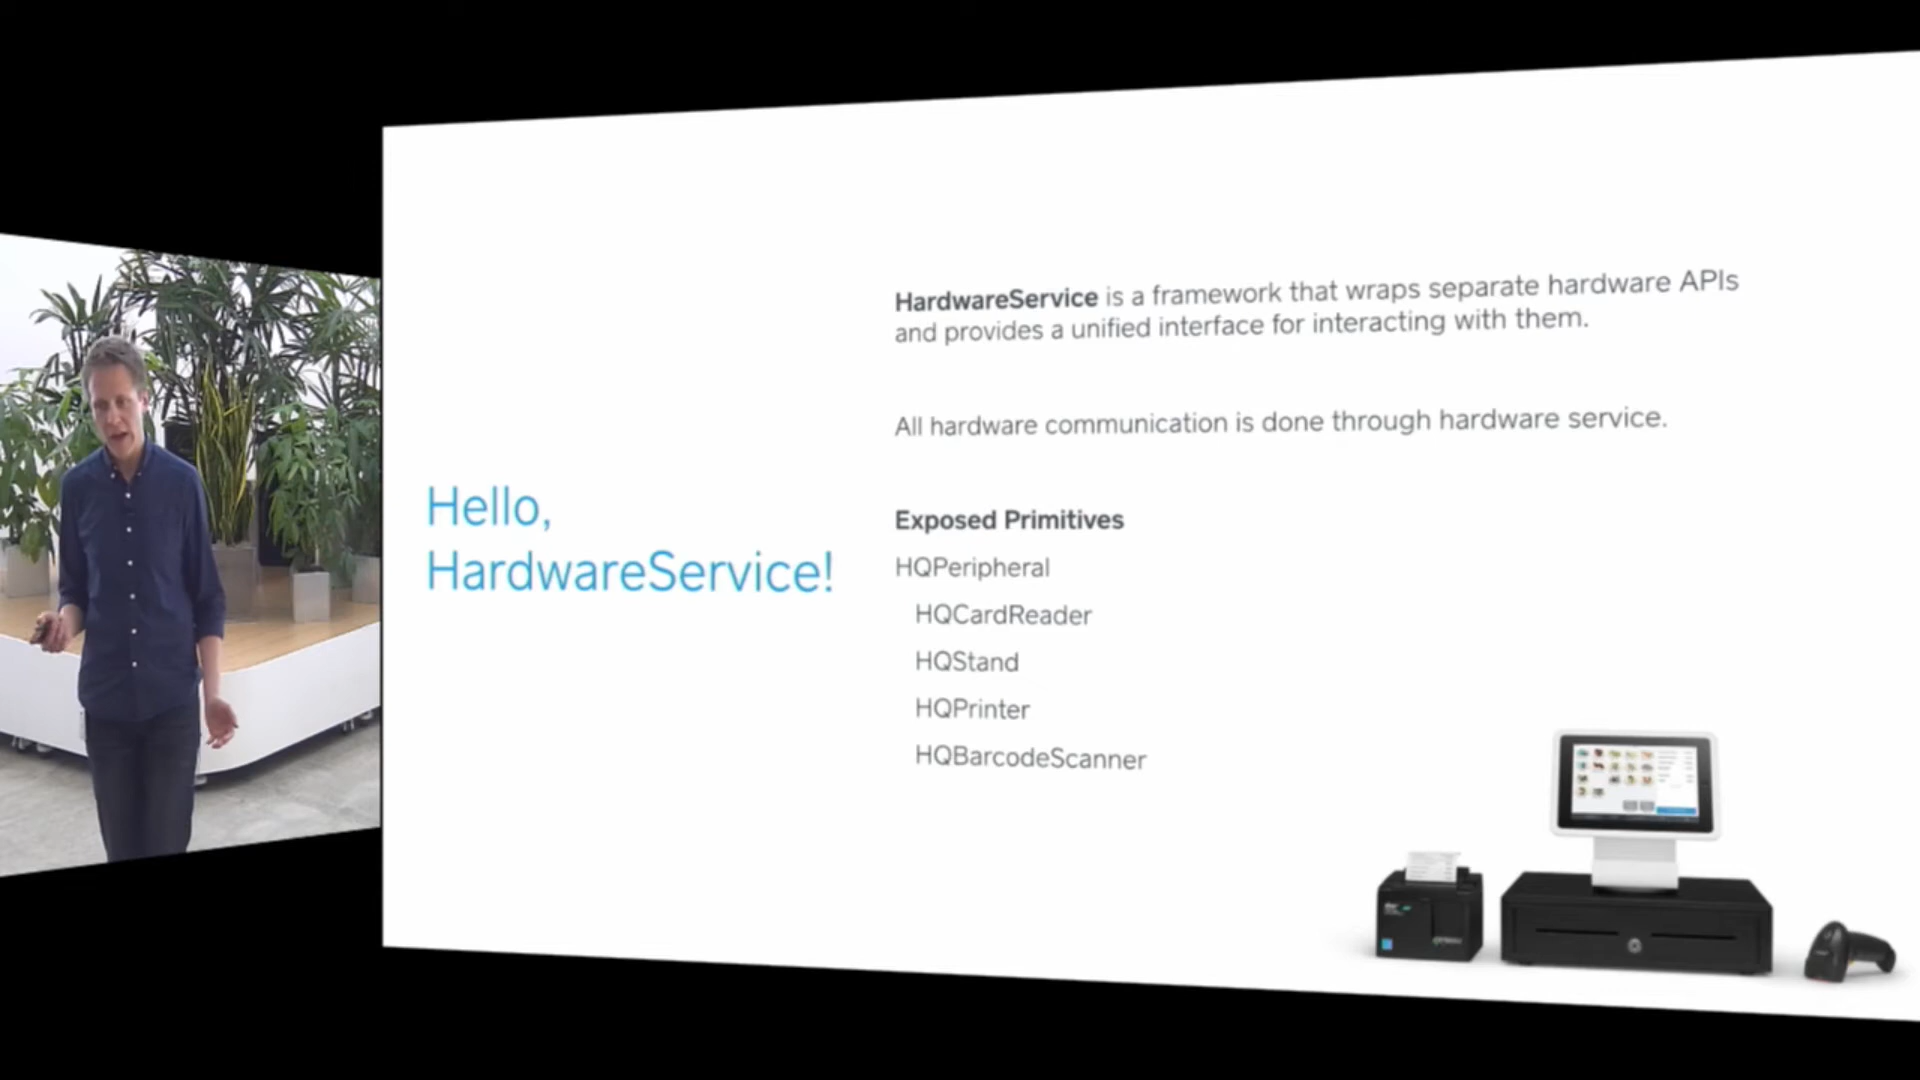 Hello,
HardwareService!
HardwareService is a framework that wraps separate hardware APIs
and provides a unified interface for interacting with them.
All hardware communication is done through hardware service.
Exposed Primitives
HQPeripheral
HQCardReader
HQStand
HQPrinter
HQBarcodeScanner